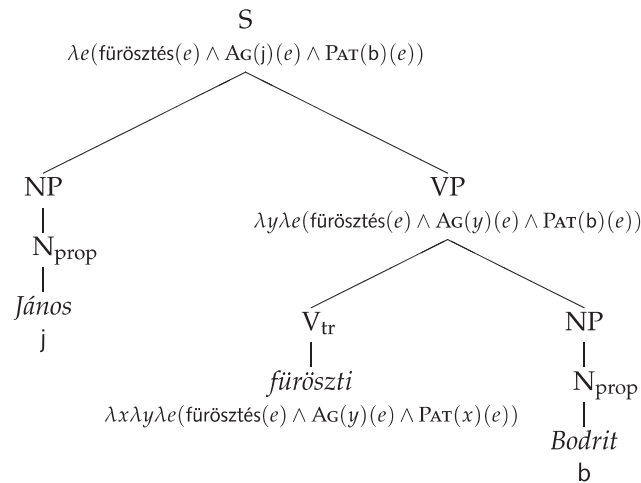 S
λe(fürösztés(e) ∧ AG(j)(e) ∧ PAT(b)(e))
NP VP
λyλe(fürösztés(e) ∧ AG(y)(e) ∧ PAT(b)(e))
N_prop
János V_tr NP
j
füröszti N_prop
λxλyλe(fürösztés(e) ∧ AG(y)(e) ∧ PAT(x)(e))
Bodrit
b